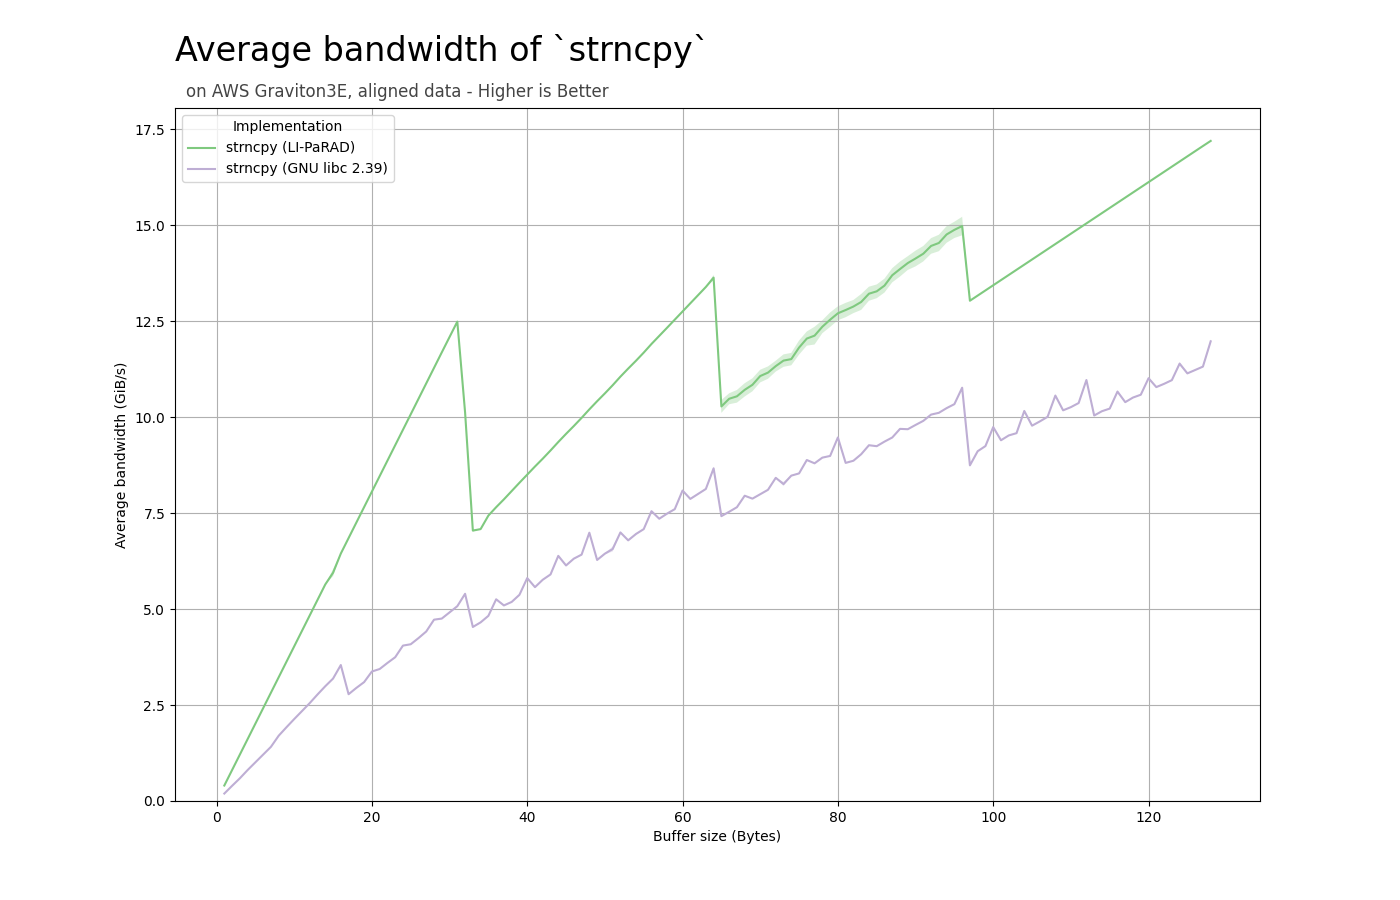 Average bandwidth of `strncpy`
on AWS Graviton3E, aligned data - Higher is Better
Implementation
strncpy (LI-PaRAD)
strncpy (GNU libc 2.39)
17.5
15.0
12.5
10.0
7.5
5.0
2.5
0.0
Average bandwidth (GiB/s)
0 20 40 60 80 100 120
Buffer size (Bytes)